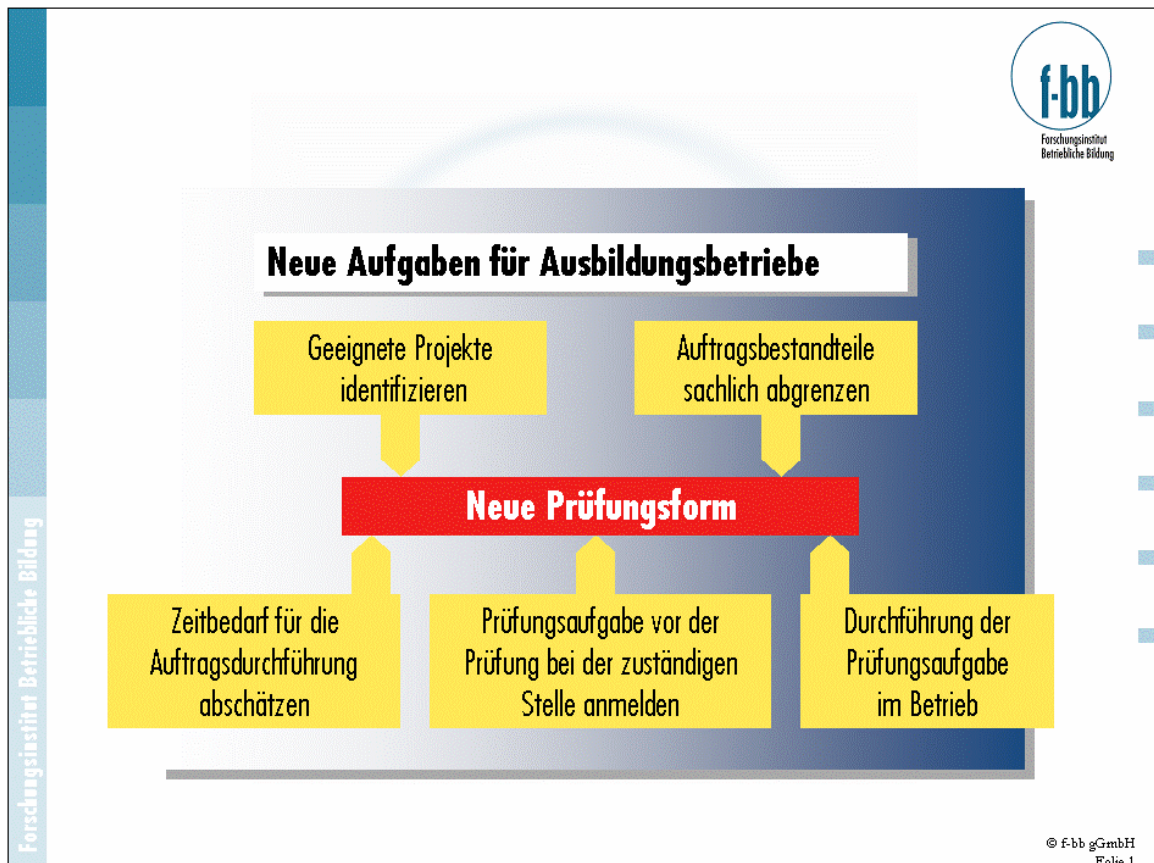 f-bb
Forschungsinstitut
Betriebliche Bildung
Neue Aufgaben für Ausbildungsbetriebe
Geeignete Projekte
identifizieren
Auftragsbestandteile
sachlich abgrenzen
Neue Prüfungsform
Zeitbedarf für die
Auftragsdurchführung
abschätzen
Prüfungsaufgabe vor der
Prüfung bei der zuständigen
Stelle anmelden
Durchführung der
Prüfungsaufgabe
im Betrieb
Forschungsinstitut Betriebliche Bildung
© f-bb gGmbH
Folie 1